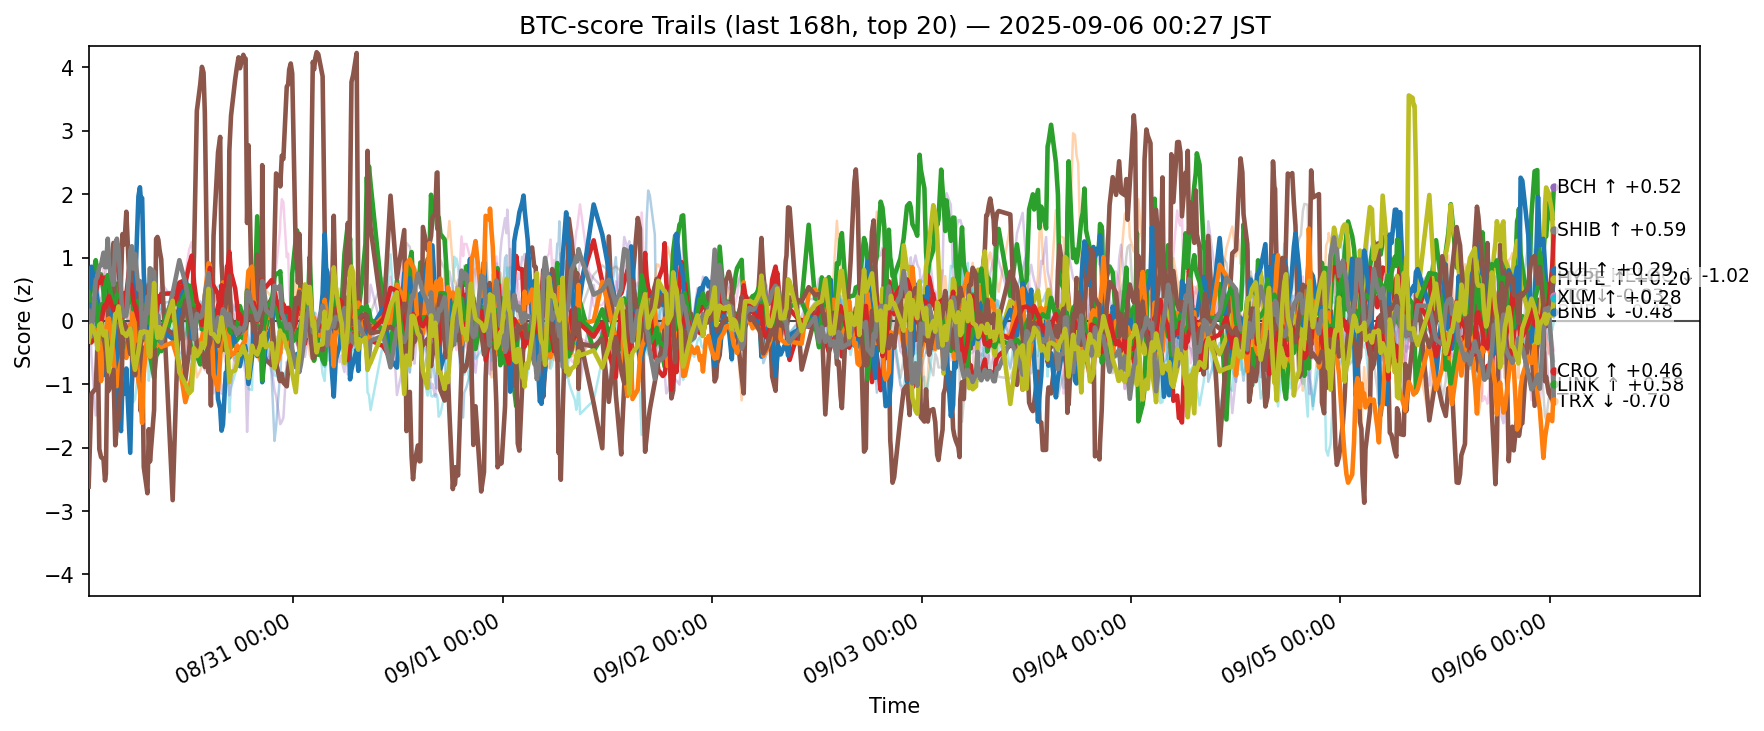 BTC-score Trails (last 168h, top 20) — 2025-09-06 00:27 JST
4
3
2
1
0
−1
−2
−3
−4
Score (z)
BCH ↑ +0.52
SHIB ↑ +0.59
SUI ↑ +0.29
HYPE ↑ +0.20
↓ -1.02
XLM ↑ +0.28
BNB ↓ -0.48
CRO ↑ +0.46
LINK ↑ +0.58
TRX ↓ -0.70
08/31 00:00
09/01 00:00
09/02 00:00
09/03 00:00
09/04 00:00
09/05 00:00
09/06 00:00
Time